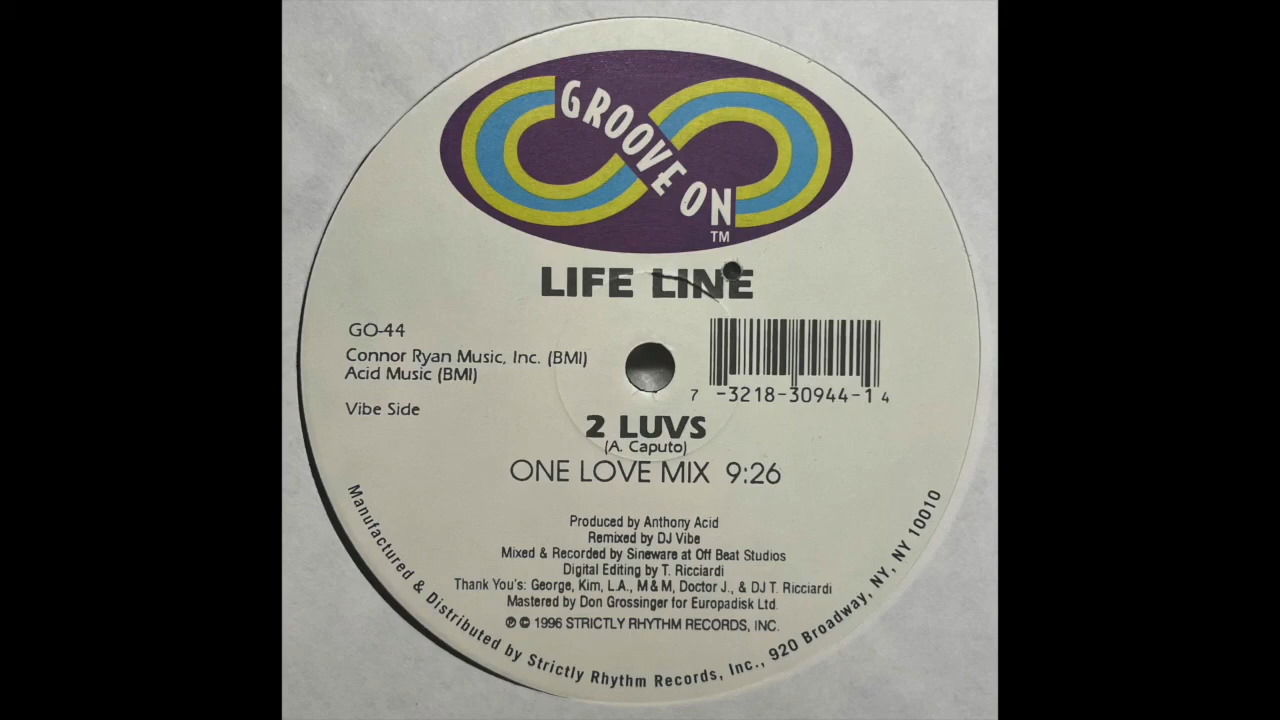 GROOVE ON
TM
LIFE LINE
GO-44
Connor Ryan Music, Inc. (BMI)
Acid Music (BMI)
Vibe Side
7 -3218-30944-1 4
2 LUVS
(A. Caputo)
ONE LOVE MIX 9:26
Produced by Anthony Acid
Remixed by DJ Vibe
Mixed & Recorded by Sineware at Off Beat Studios
Digital Editing by T. Ricciardi
Thank You's: George, Kim, L.A., M & M, Doctor J., & DJ T. Ricciardi
Mastered by Don Grossinger for Europadisk Ltd.
℗ © 1996 STRICTLY RHYTHM RECORDS, INC.
Manufactured & Distributed by Strictly Rhythm Records, Inc., 920 Broadway, NY, NY 10010